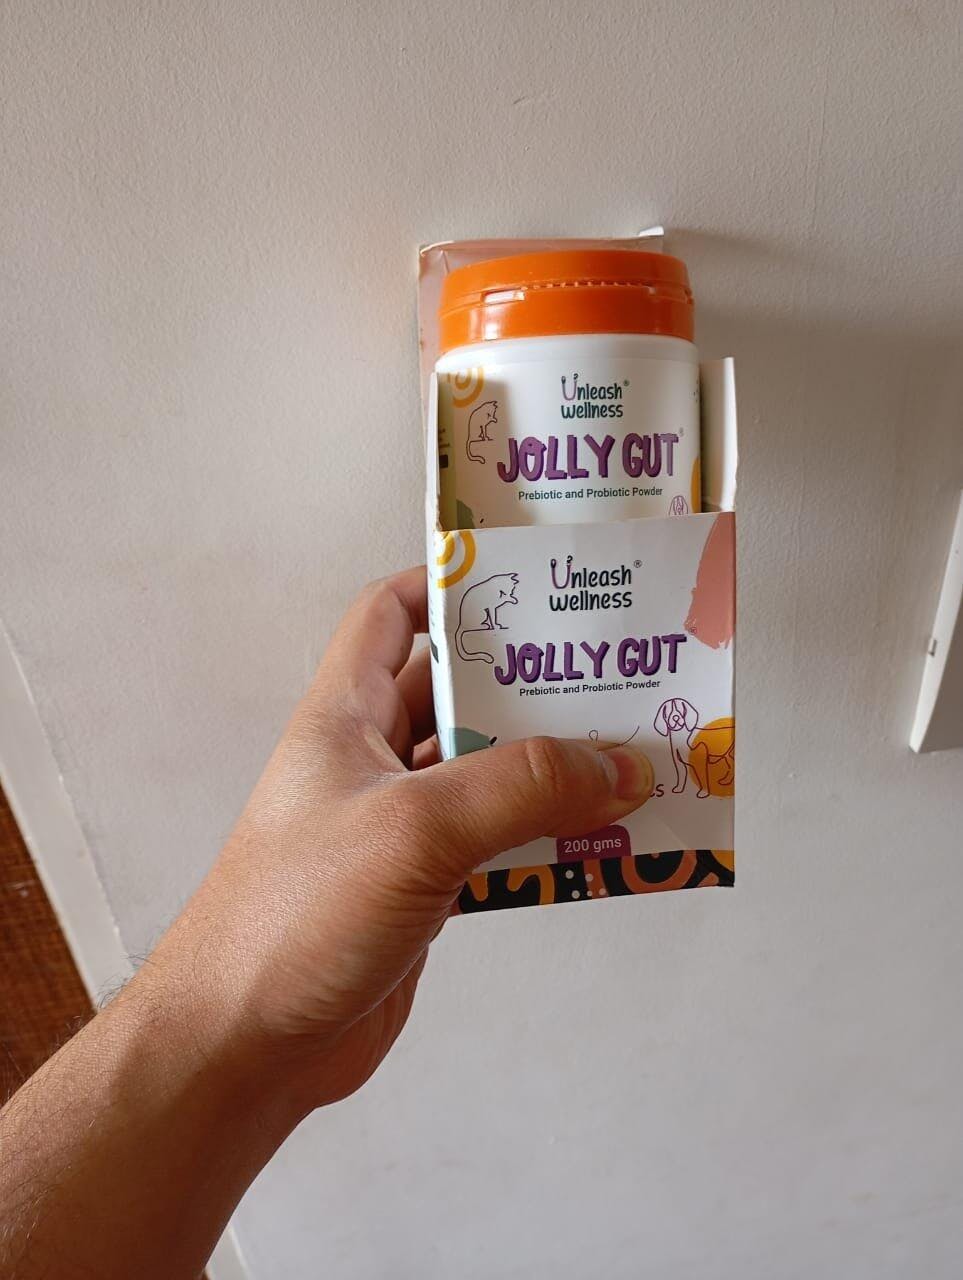 Unleash®
wellness
JOLLY GUT®
Prebiotic and Probiotic Powder
Unleash®
wellness
JOLLY GUT®
Prebiotic and Probiotic Powder
200 gms